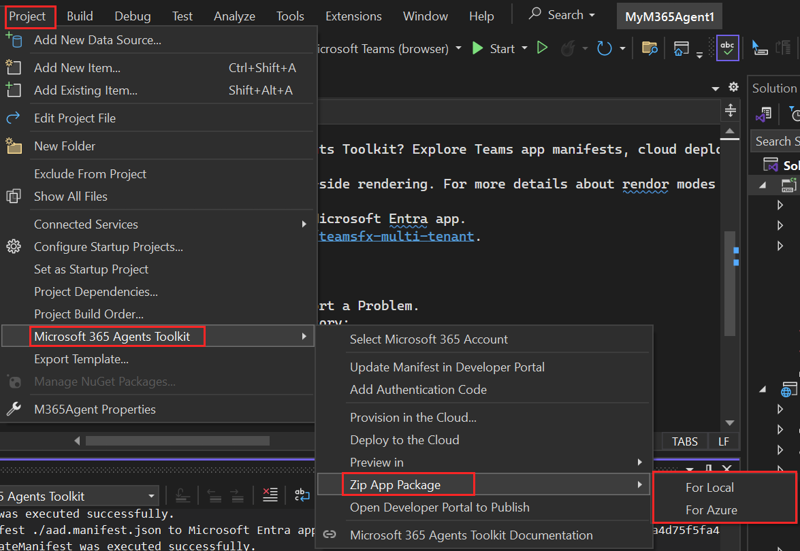 Project Build Debug Test Analyze Tools Extensions Window Help Search MyM365Agent1
Add New Data Source...
icrosoft Teams (browser) Start
Add New Item... Ctrl+Shift+A
Add Existing Item... Shift+Alt+A
Edit Project File
Solution
New Folder
ts Toolkit? Explore Teams app manifests, cloud deplo
Search S
Exclude From Project
Show All Files
side rendering. For more details about rendor modes
Sol
Connected Services
icrosoft Entra app.
Configure Startup Projects...
teamsfx-multi-tenant.
Set as Startup Project
Project Dependencies...
Project Build Order...
rt a Problem.
ory:
Microsoft 365 Agents Toolkit
Export Template...
Manage NuGet Packages...
M365Agent Properties
Select Microsoft 365 Account
Update Manifest in Developer Portal
Add Authentication Code
Provision in the Cloud...
Deploy to the Cloud
Preview in
Zip App Package
Open Developer Portal to Publish
Microsoft 365 Agents Toolkit Documentation
For Local
For Azure
TABS LF
5 Agents Toolkit
was executed successfully.
fest ./aad.manifest.json to Microsoft Entra app
a4d75f5fa4
ateManifest was executed successfully.